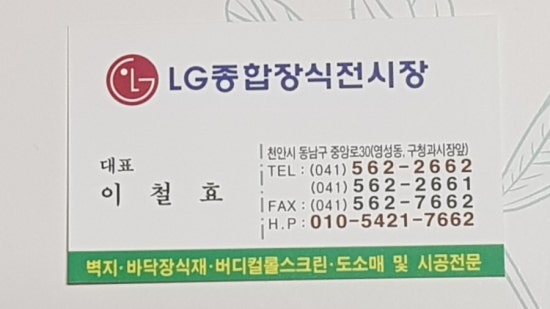 LG종합장식전시장
천안시 동남구 중앙로30(영성동, 구청과시장앞)
대표
이 철 효
TEL : (041) 562-2662
(041) 562-2661
FAX : (041) 562-7662
H.P : 010-5421-7662
벽지·바닥장식재·버디컬롤스크린·도소매 및 시공전문